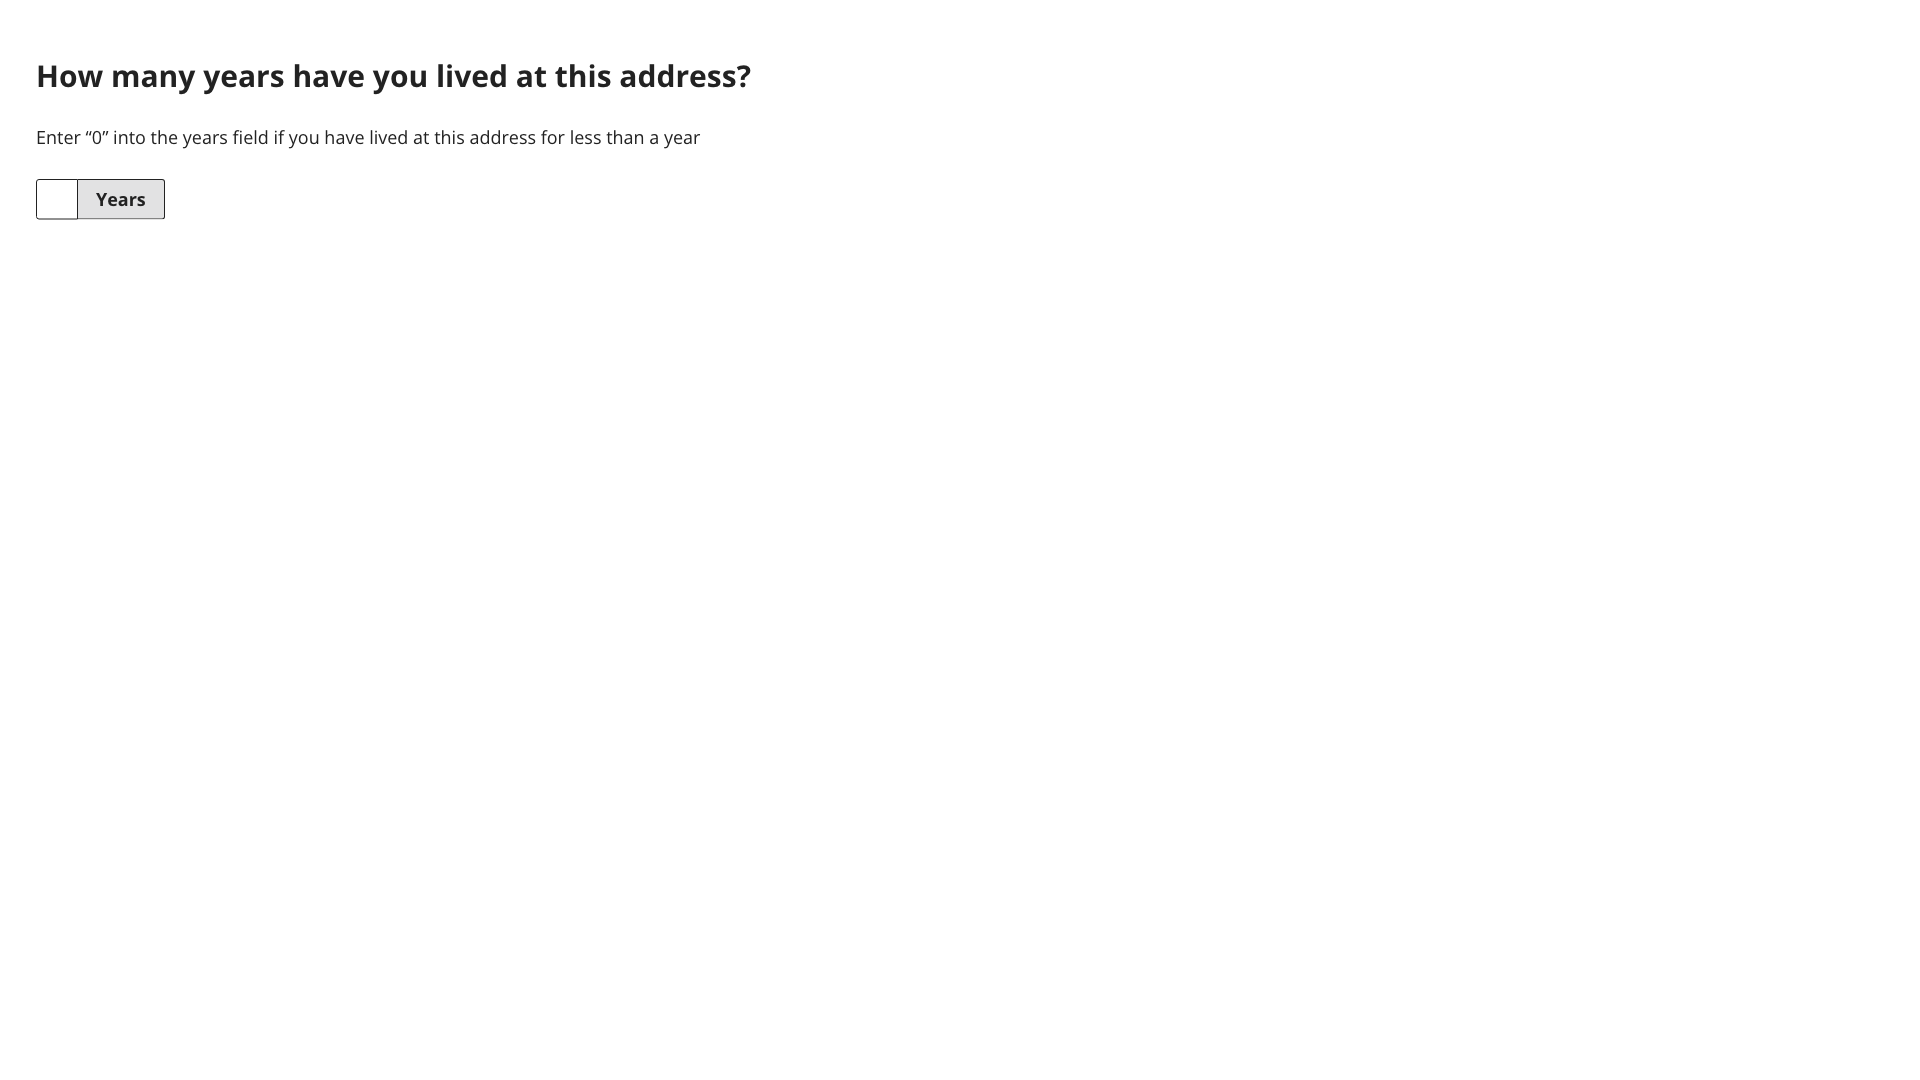 How many years have you lived at this address?
Enter “0” into the years field if you have lived at this address for less than a year
Years